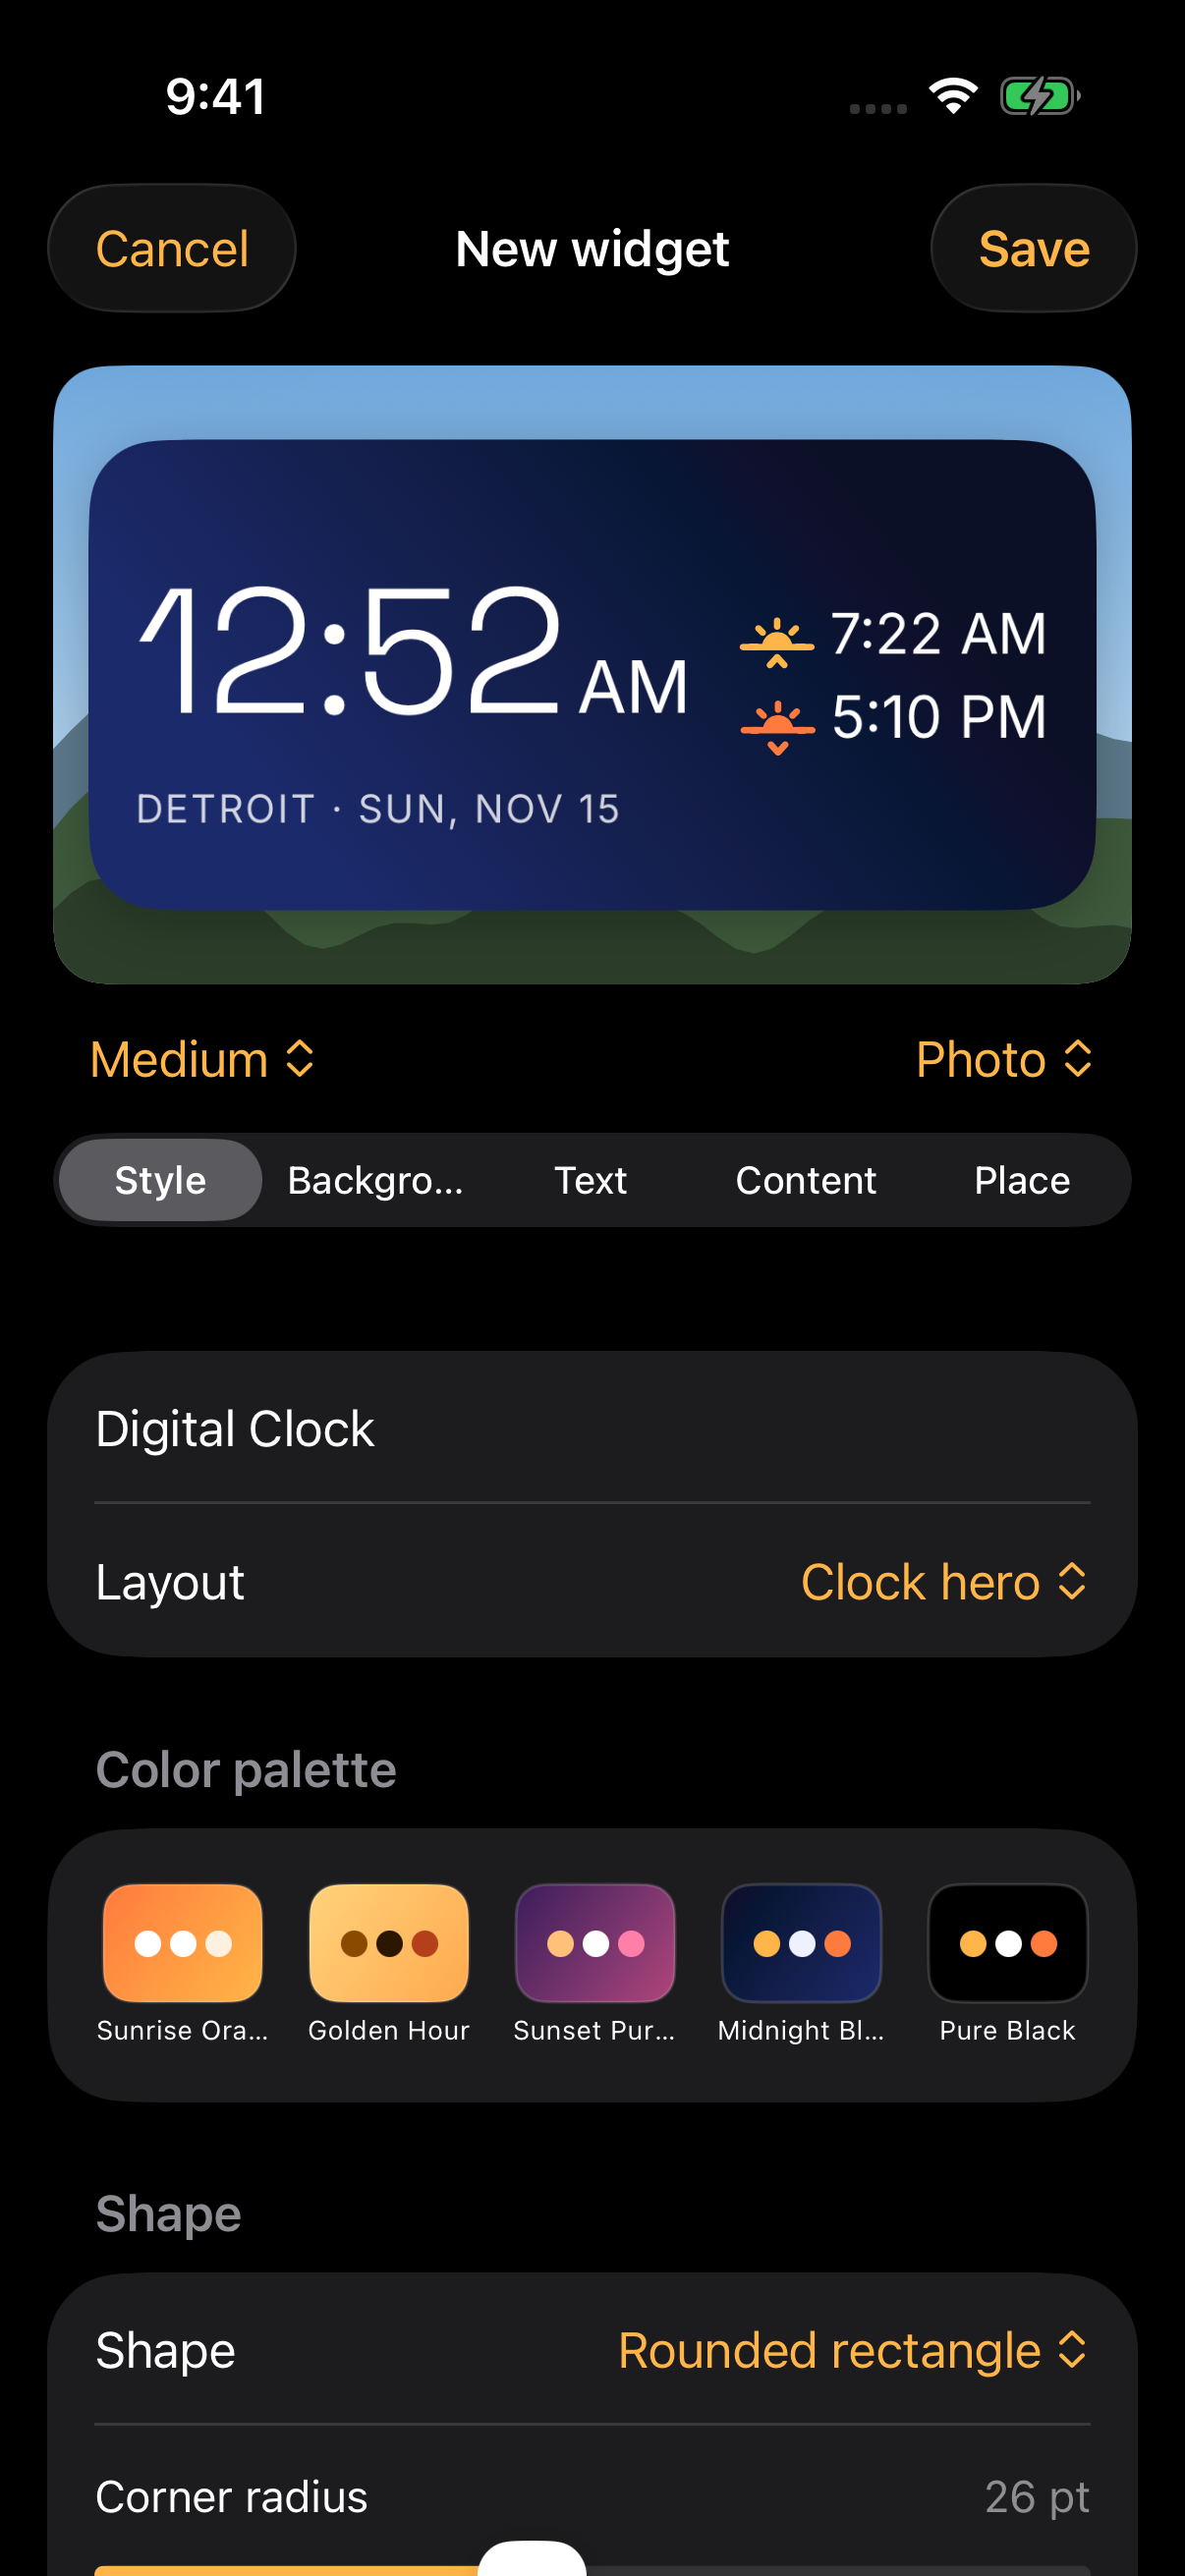 9:41
Cancel
New widget
Save
12:52 AM
7:22 AM
5:10 PM
DETROIT · SUN, NOV 15
Medium
Photo
Style
Backgro...
Text
Content
Place
Digital Clock
Layout
Clock hero
Color palette
Sunrise Ora...
Golden Hour
Sunset Pur...
Midnight Bl...
Pure Black
Shape
Shape
Rounded rectangle
Corner radius
26 pt